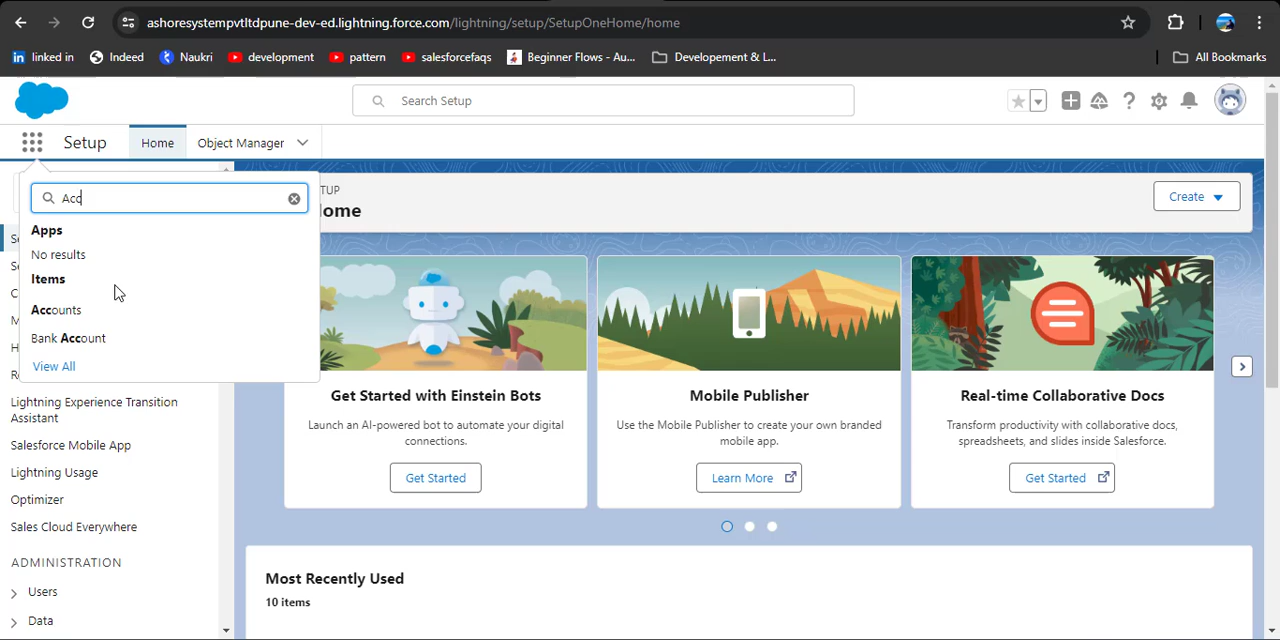 ashoresystempvtltdpune-dev-ed.lightning.force.com/lightning/setup/SetupOneHome/home
linked in
Indeed
Naukri
development
pattern
salesforcefaqs
Beginner Flows - Au...
Developement & L...
All Bookmarks
Search Setup
Setup
Home
Object Manager
Acc
Apps
No results
Items
Accounts
Bank Account
View All
Lightning Experience Transition
Assistant
Salesforce Mobile App
Lightning Usage
Optimizer
Sales Cloud Everywhere
ADMINISTRATION
Users
Data
Create
Get Started with Einstein Bots
Launch an AI-powered bot to automate your digital
connections.
Get Started
Mobile Publisher
Use the Mobile Publisher to create your own branded
mobile app.
Learn More
Real-time Collaborative Docs
Transform productivity with collaborative docs,
spreadsheets, and slides inside Salesforce.
Get Started
Most Recently Used
10 items